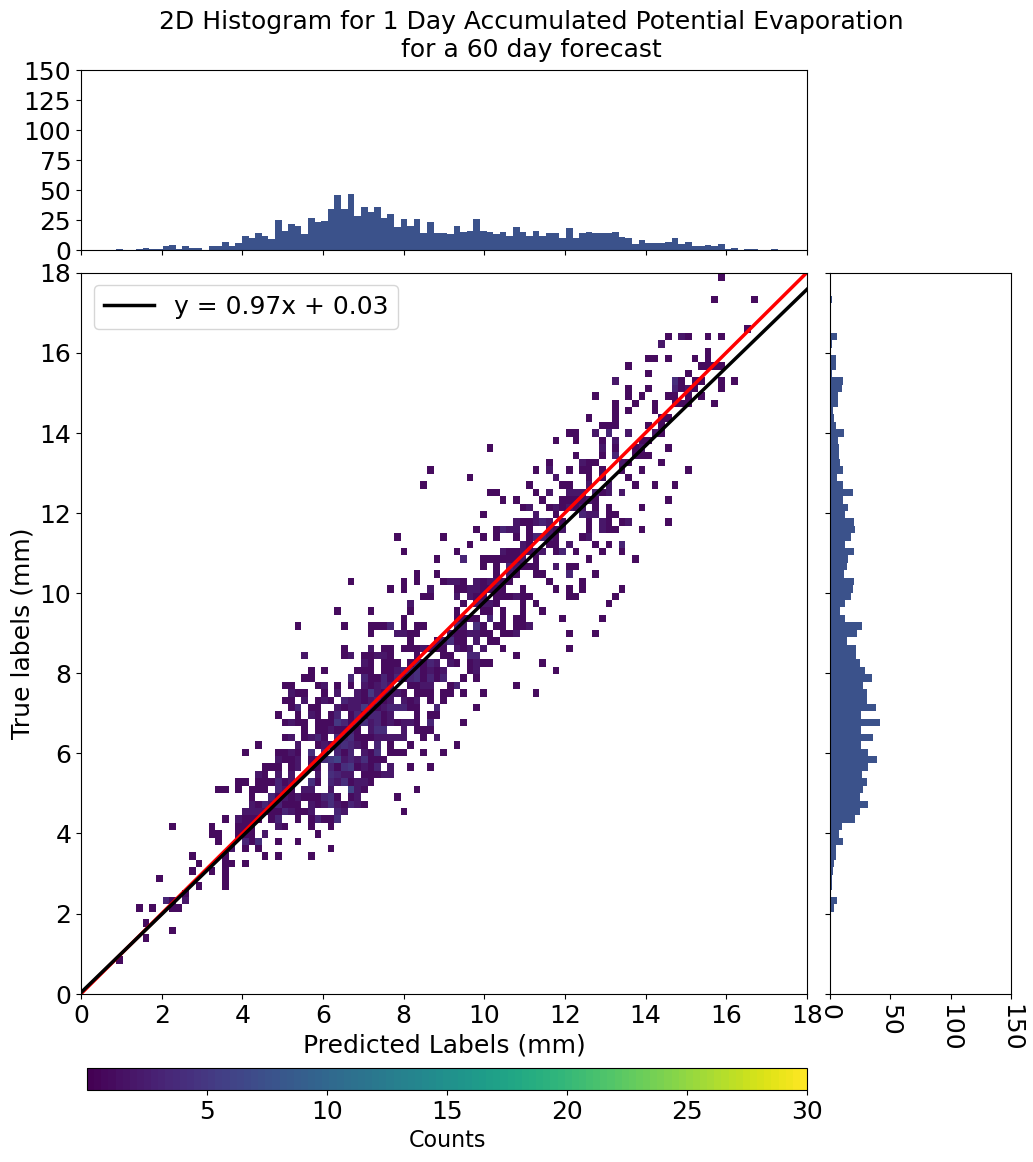 2D Histogram for 1 Day Accumulated Potential Evaporation
for a 60 day forecast
150
125
100
75
50
25
0
18
16
14
12
10
8
6
4
2
0
y = 0.97x + 0.03
True labels (mm)
0 2 4 6 8 10 12 14 16 18
Predicted Labels (mm)
0 50 100 150
5 10 15 20 25 30
Counts